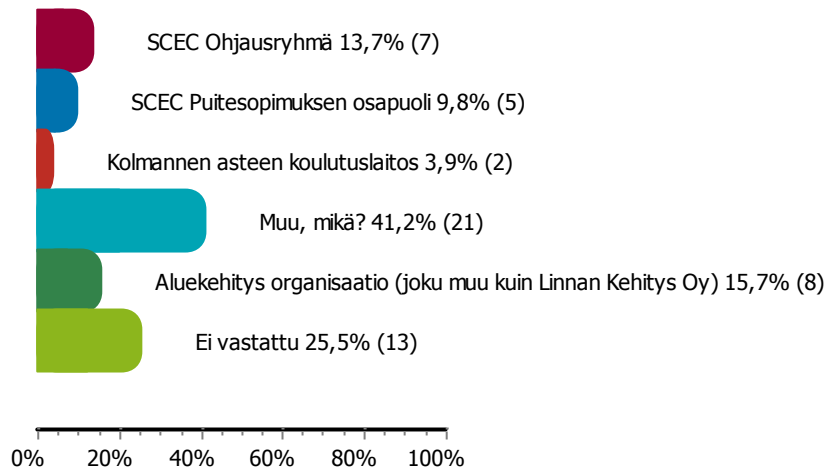 SCEC Ohjausryhmä 13,7% (7)
SCEC Puitesopimuksen osapuoli 9,8% (5)
Kolmannen asteen koulutuslaitos 3,9% (2)
Muu, mikä? 41,2% (21)
Aluekehitys organisaatio (joku muu kuin Linnan Kehitys Oy) 15,7% (8)
Ei vastattu 25,5% (13)
0% 20% 40% 60% 80% 100%